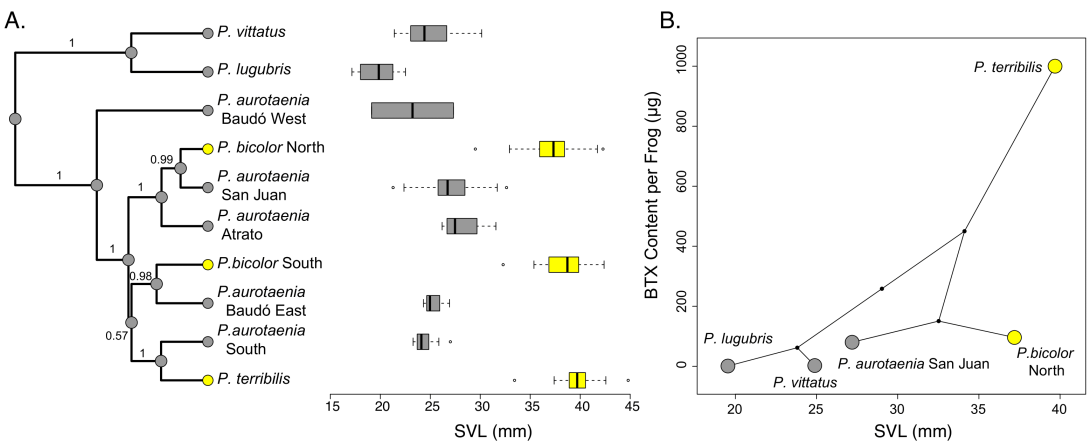 A.
B.
1
P. vittatus
P. lugubris
P. aurotaenia
Baudó West
1
P. bicolor North
0.99
P. aurotaenia
San Juan
1
P. aurotaenia
Atrato
1
P.bicolor South
0.98
P.aurotaenia
Baudó East
0.57
P.aurotaenia
South
1
P. terribilis
15 20 25 30 35 40 45
SVL (mm)
BTX Content per Frog (µg)
1000
800
600
400
200
0
P. terribilis
P. lugubris
P. vittatus
P. aurotaenia San Juan
P.bicolor
North
20 25 30 35 40
SVL (mm)